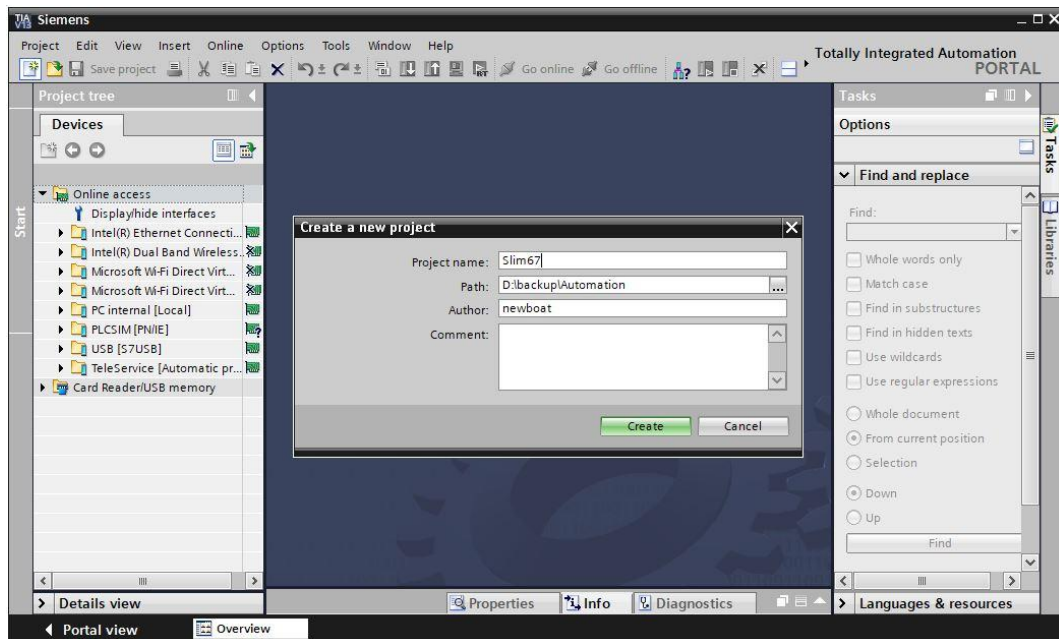 TIA V13 Siemens
Project Edit View Insert Online Options Tools Window Help
Totally Integrated Automation
PORTAL
Save project Go online Go offline
Project tree
Devices
Online access
Display/hide interfaces
Intel(R) Ethernet Connecti...
Intel(R) Dual Band Wireless..
Microsoft Wi-Fi Direct Virt...
Microsoft Wi-Fi Direct Virt...
PC internal [Local]
PLCSIM [PN/IE]
USB [S7USB]
TeleService [Automatic pr...
Card Reader/USB memory
Start
Details view
Create a new project
Project name: Slim67
Path: D:\backup\Automation ...
Author: newboat
Comment:
Create Cancel
Tasks
Options
Find and replace
Find:
Whole words only
Match case
Find in substructures
Find in hidden texts
Use wildcards
Use regular expressions
Whole document
From current position
Selection
Down
Up
Find
Languages & resources
Tasks
Libraries
Properties Info Diagnostics
Portal view Overview